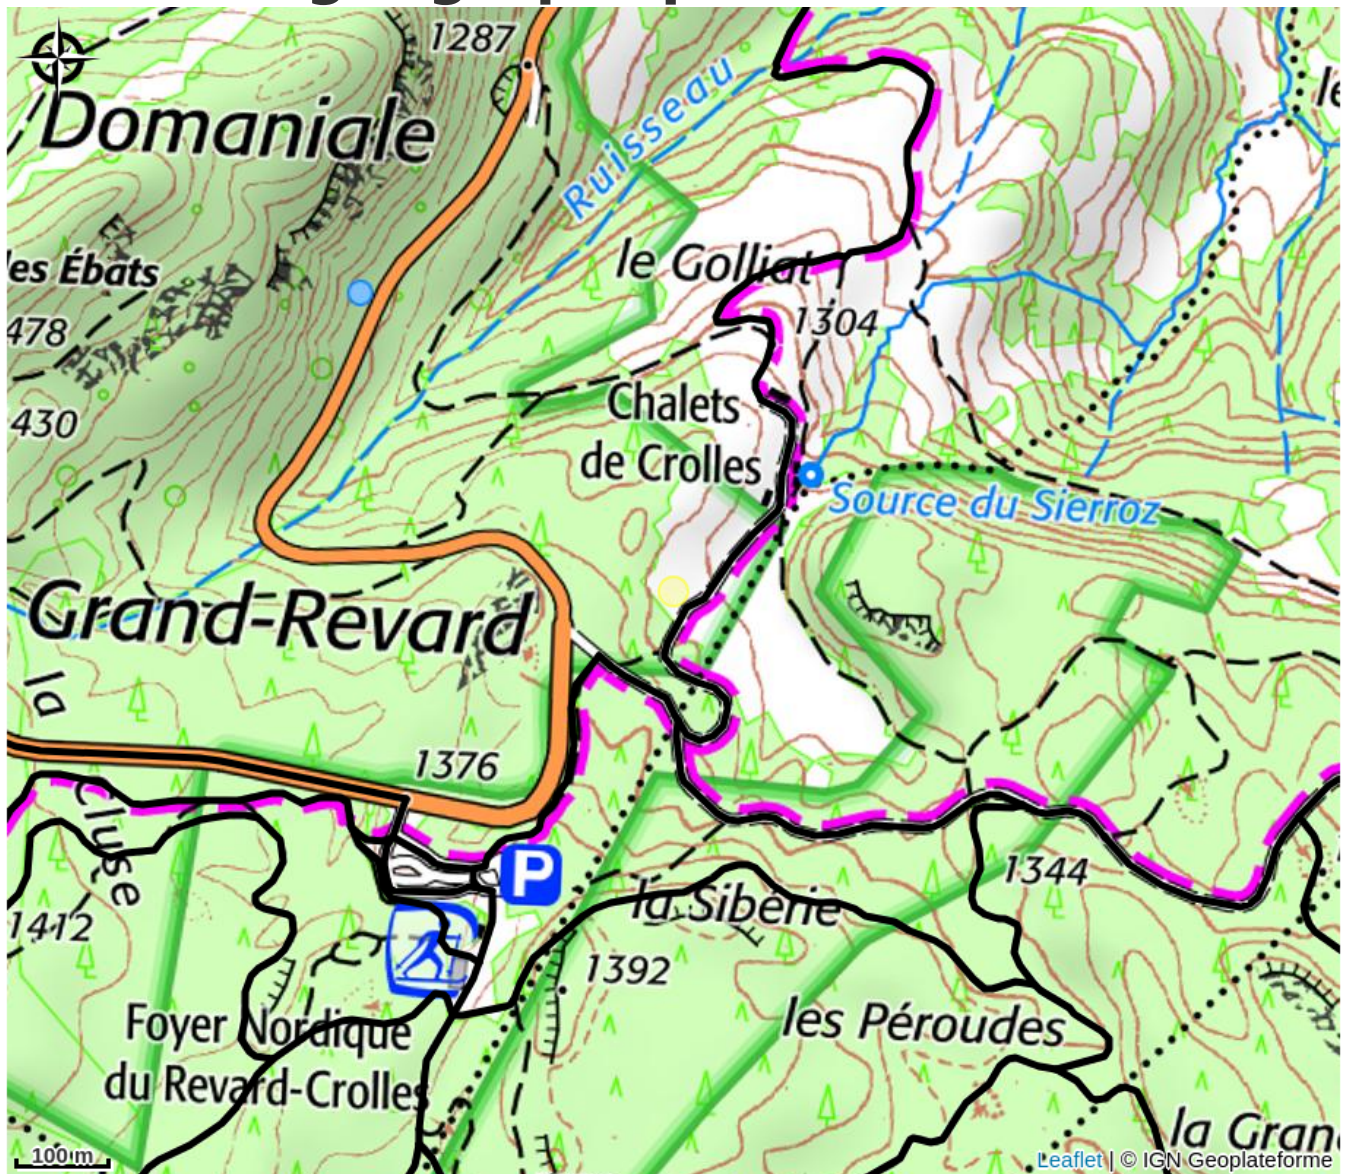 1287
Domaniale
Ruisseau
le
les Ébats
le Golliat
478
1304
430
Chalets
de Crolles
Source du Sierroz
Grand-Revard
la
Cluse
1376
P
1344
la Sibérie
1412
1392
Foyer Nordique
du Revard-Crolles
les Péroudes
la Gran
100 m
Leaflet | © IGN Geoplateforme